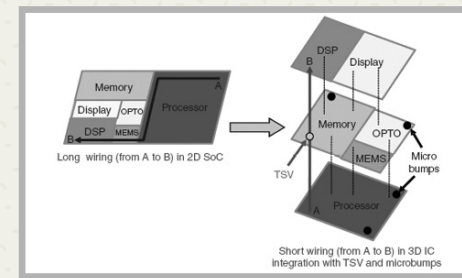 Memory
A
Display
OPTO
Processor
B
DSP
MEMS
Long wiring (from A to B) in 2D SoC
DSP
B
Display
Memory
OPTO
MEMS
Micro
bumps
TSV
Processor
A
Short wiring (from A to B) in 3D IC
integration with TSV and microbumps